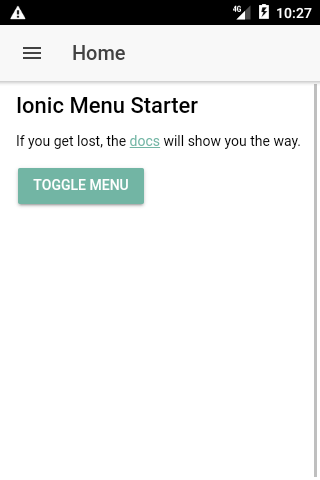 4G 10:27
Home
Ionic Menu Starter
If you get lost, the docs will show you the way.
TOGGLE MENU